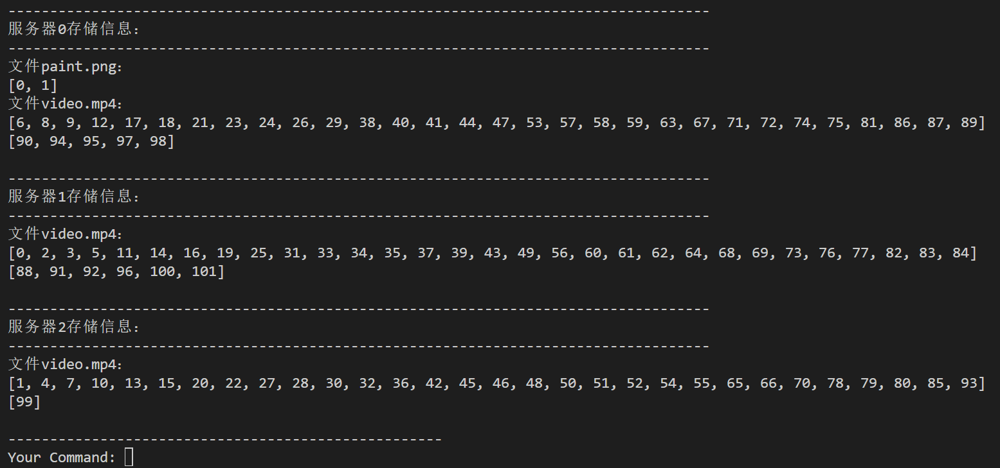 ------------------------------------------------------------------------------------
服务器0存储信息：
------------------------------------------------------------------------------------
文件paint.png：
[0, 1]
文件video.mp4：
[6, 8, 9, 12, 17, 18, 21, 23, 24, 26, 29, 38, 40, 41, 44, 47, 53, 57, 58, 59, 63, 67, 71, 72, 74, 75, 81, 86, 87, 89]
[90, 94, 95, 97, 98]
------------------------------------------------------------------------------------
服务器1存储信息：
------------------------------------------------------------------------------------
文件video.mp4：
[0, 2, 3, 5, 11, 14, 16, 19, 25, 31, 33, 34, 35, 37, 39, 43, 49, 56, 60, 61, 62, 64, 68, 69, 73, 76, 77, 82, 83, 84]
[88, 91, 92, 96, 100, 101]
------------------------------------------------------------------------------------
服务器2存储信息：
------------------------------------------------------------------------------------
文件video.mp4：
[1, 4, 7, 10, 13, 15, 20, 22, 27, 28, 30, 32, 36, 42, 45, 46, 48, 50, 51, 52, 54, 55, 65, 66, 70, 78, 79, 80, 85, 93]
[99]
----------------------------------------------------
Your Command: